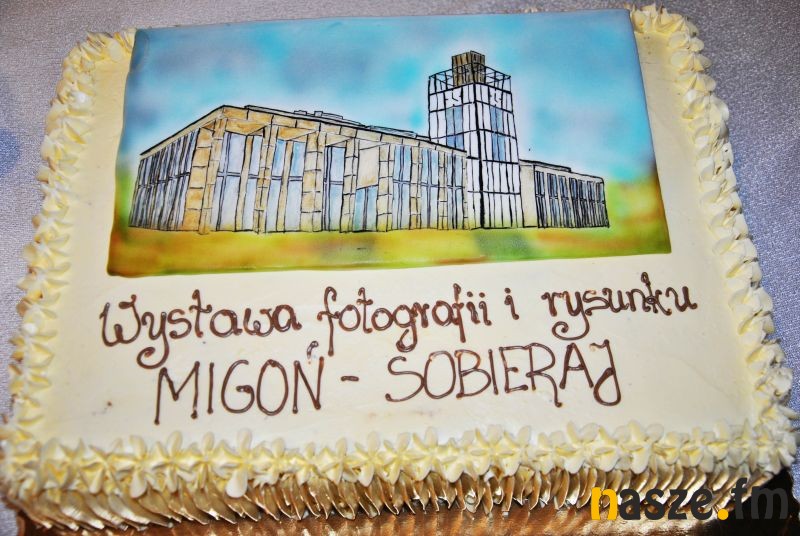 Wystawa fotografii i rysunku
MIGOŃ - SOBIERAJ
nasze.fm